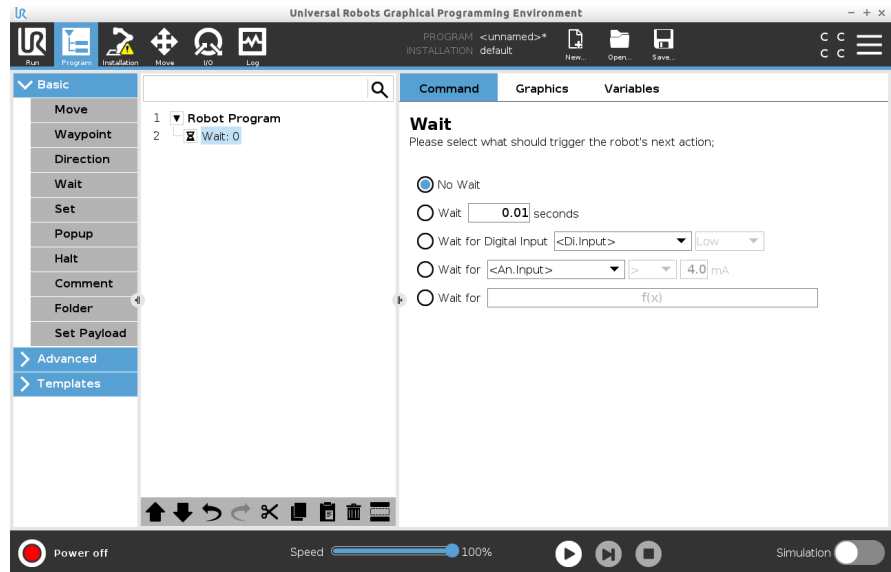 UR Universal Robots Graphical Programming Environment
UR PROGRAM <unnamed>*
INSTALLATION default
Run Program Installation Move I/O Log New... Open... Save...
C C
C C
Basic
Move
Waypoint
Direction
Wait
Set
Popup
Halt
Comment
Folder
Set Payload
Advanced
Templates
1 Robot Program
2 Wait: 0
Command Graphics Variables
Wait
Please select what should trigger the robot's next action;
No Wait
Wait 0.01 seconds
Wait for Digital Input <Di.Input> Low
Wait for <An.Input> > 4.0 mA
Wait for f(x)
Power off Speed 100% Simulation